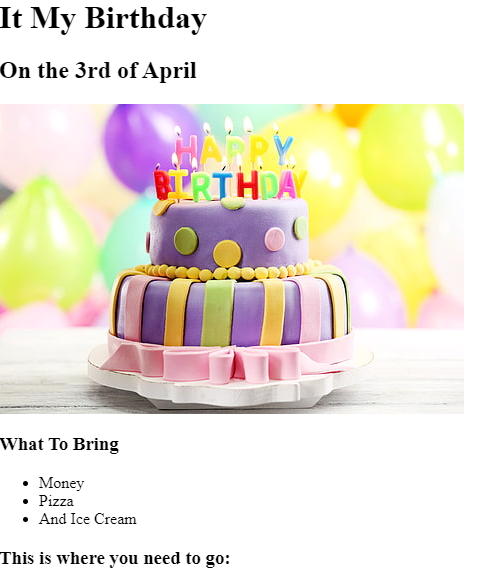 It My Birthday
On the 3rd of April
HAPPY
BIRTHDAY
What To Bring
Money
Pizza
And Ice Cream
This is where you need to go: